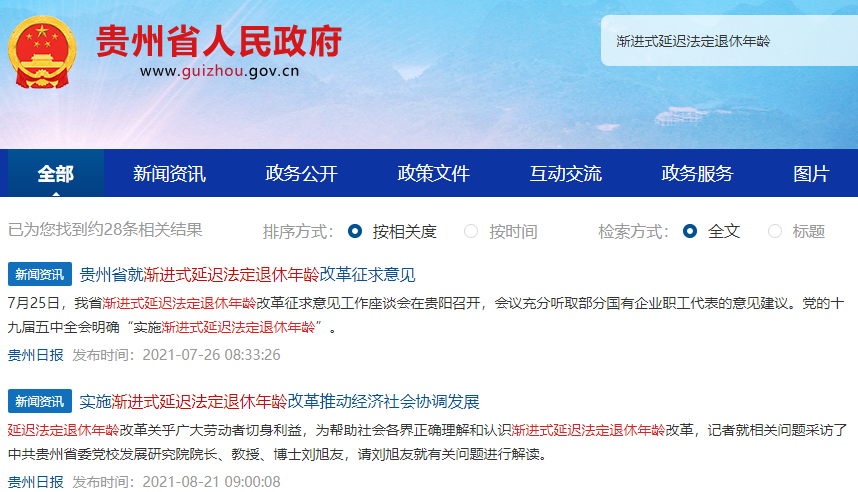 贵州省人民政府
www.guizhou.gov.cn
渐进式延迟法定退休年龄
全部 新闻资讯 政务公开 政策文件 互动交流 政务服务 图片
已为您找到约28条相关结果 排序方式： 按相关度 按时间 检索方式： 全文 标题
新闻资讯 贵州省就渐进式延迟法定退休年龄改革征求意见
7月25日，我省渐进式延迟法定退休年龄改革征求意见工作座谈会在贵阳召开，会议充分听取部分国有企业职工代表的意见建议。党的十
九届五中全会明确“实施渐进式延迟法定退休年龄”。
贵州日报 发布时间：2021-07-26 08:33:26
新闻资讯 实施渐进式延迟法定退休年龄改革推动经济社会协调发展
延迟法定退休年龄改革关乎广大劳动者切身利益，为帮助社会各界正确理解和认识渐进式延迟法定退休年龄改革，记者就相关问题采访了
中共贵州省委党校发展研究院院长、教授、博士刘旭友，请刘旭友就有关问题进行解读。
贵州日报 发布时间：2021-08-21 09:00:08